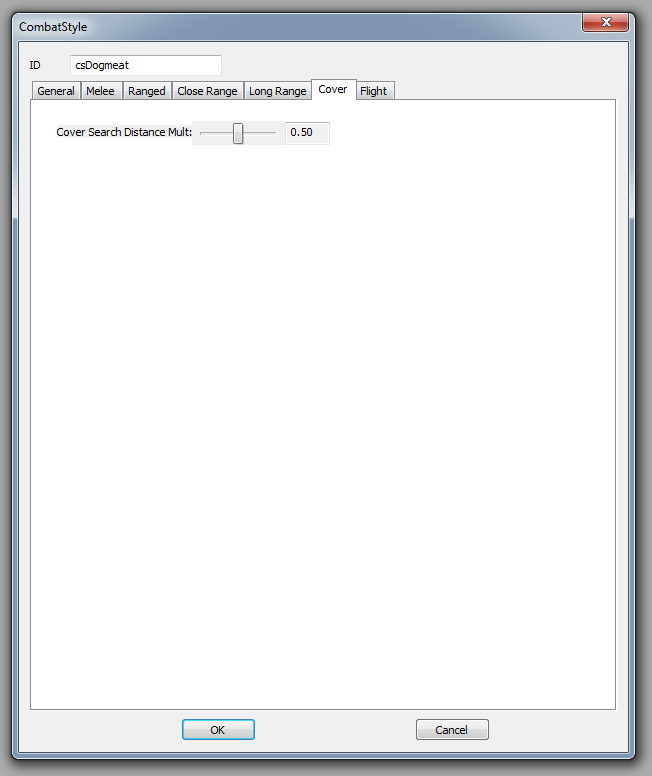 CombatStyle
ID csDogmeat
General Melee Ranged Close Range Long Range Cover Flight
Cover Search Distance Mult: 0.50
OK Cancel